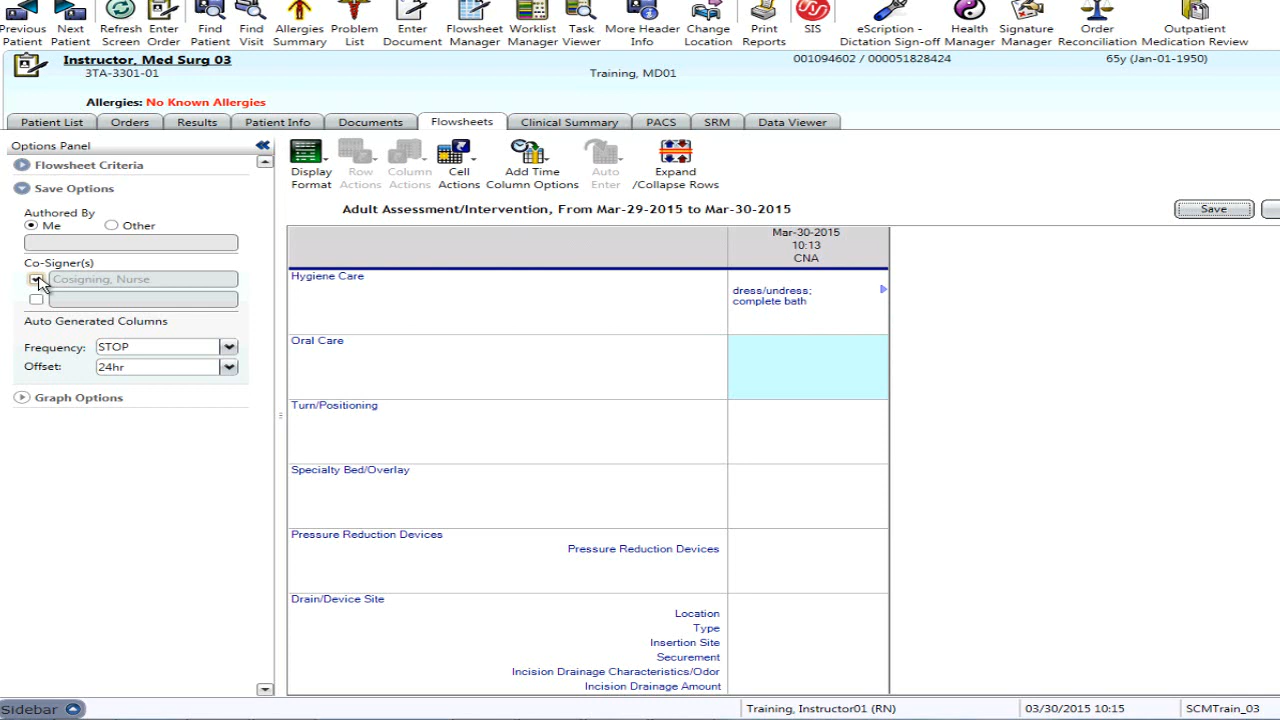 Previous Patient
Next Patient
Refresh Screen
Enter Order
Find Patient
Find Visit
Allergies Summary
Problem List
Enter Document
Flowsheet Manager
Worklist Manager
Task Viewer
More Header Info
Change Location
Print Reports
SIS
eScription - Dictation Sign-off
Health Manager
Signature Manager
Order Reconciliation
Outpatient Medication Review
Instructor, Med Surg 03
3TA-3301-01
Training, MD01
001094602 / 000051828424
65y (Jan-01-1950)
Allergies: No Known Allergies
Patient List
Orders
Results
Patient Info
Documents
Flowsheets
Clinical Summary
PACS
SRM
Data Viewer
Options Panel
Flowsheet Criteria
Save Options
Authored By
Me
Other
Co-Signer(s)
Cosigning, Nurse
Auto Generated Columns
Frequency: STOP
Offset: 24hr
Graph Options
Display Format
Row Actions
Column Actions
Cell Actions
Add Time Column Options
Auto Enter
Expand /Collapse Rows
Adult Assessment/Intervention, From Mar-29-2015 to Mar-30-2015
Save
Mar-30-2015
10:13
CNA
Hygiene Care
dress/undress;
complete bath
Oral Care
Turn/Positioning
Specialty Bed/Overlay
Pressure Reduction Devices
Pressure Reduction Devices
Drain/Device Site
Location
Type
Insertion Site
Securement
Incision Drainage Characteristics/Odor
Incision Drainage Amount
Sidebar
Training, Instructor01 (RN)
03/30/2015 10:15
SCMTrain_03